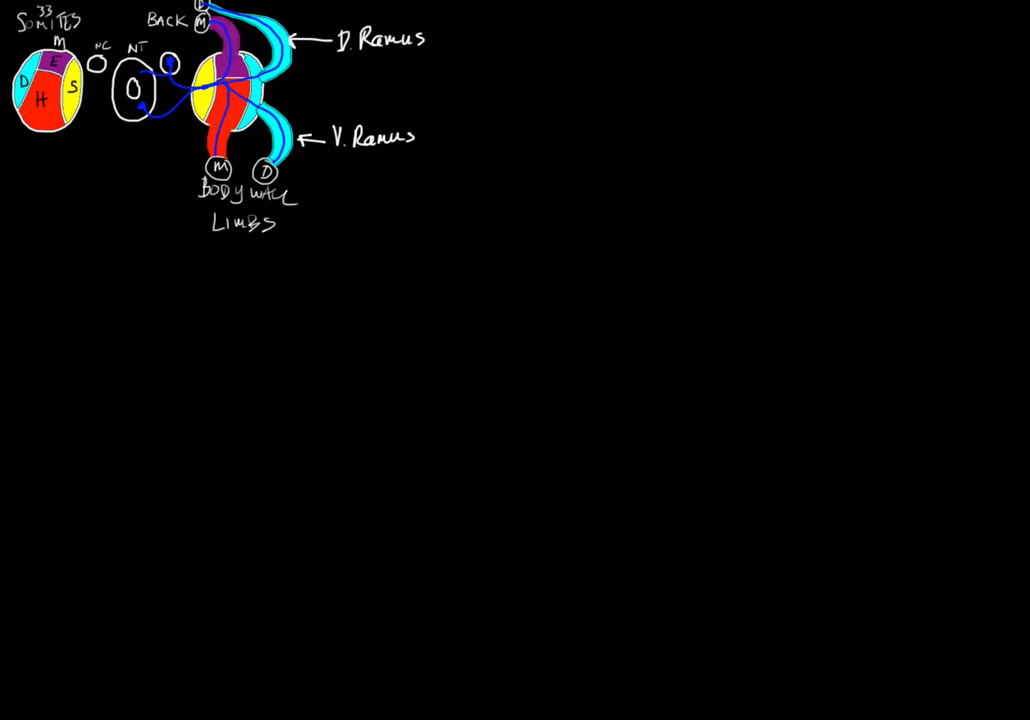 33
SOMITES
M
NC
NT
E
D
S
H
BACK
D
M
D. Ramus
V. Ramus
M
D
BODY WALL
LIMBS